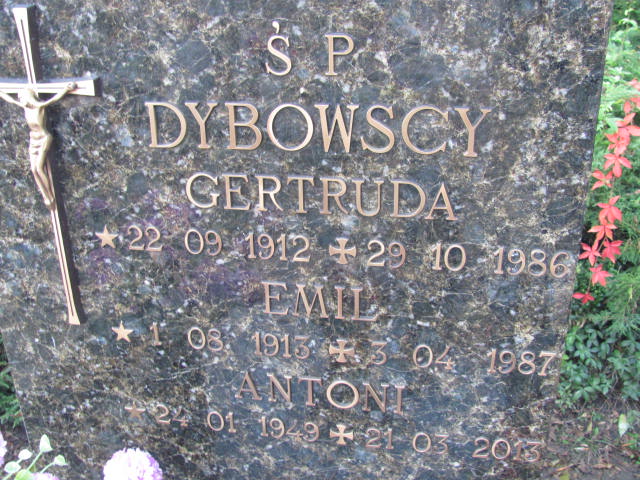 Ś P
DYBOWSCY
GERTRUDA
★ 22 09 1912 ✠ 29 10 1986
EMIL
★ 1 08 1913 ✠ 3 04 1987
ANTONI
★ 24 01 1949 ✠ 21 03 2013